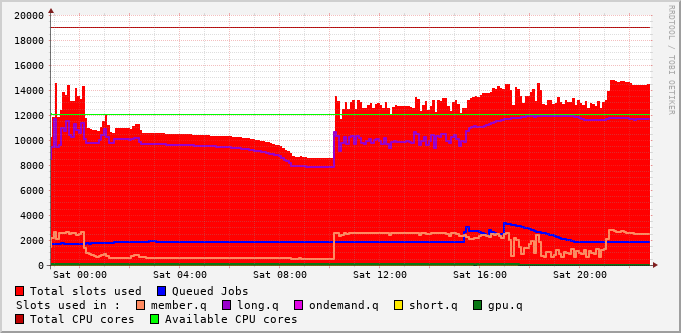 20000
18000
16000
14000
12000
10000
8000
6000
4000
2000
0
Sat 00:00 Sat 04:00 Sat 08:00 Sat 12:00 Sat 16:00 Sat 20:00
RRDTOOL / TOBI OETIKER
Total slots used Queued Jobs
Slots used in : member.q long.q ondemand.q short.q gpu.q
Total CPU cores Available CPU cores